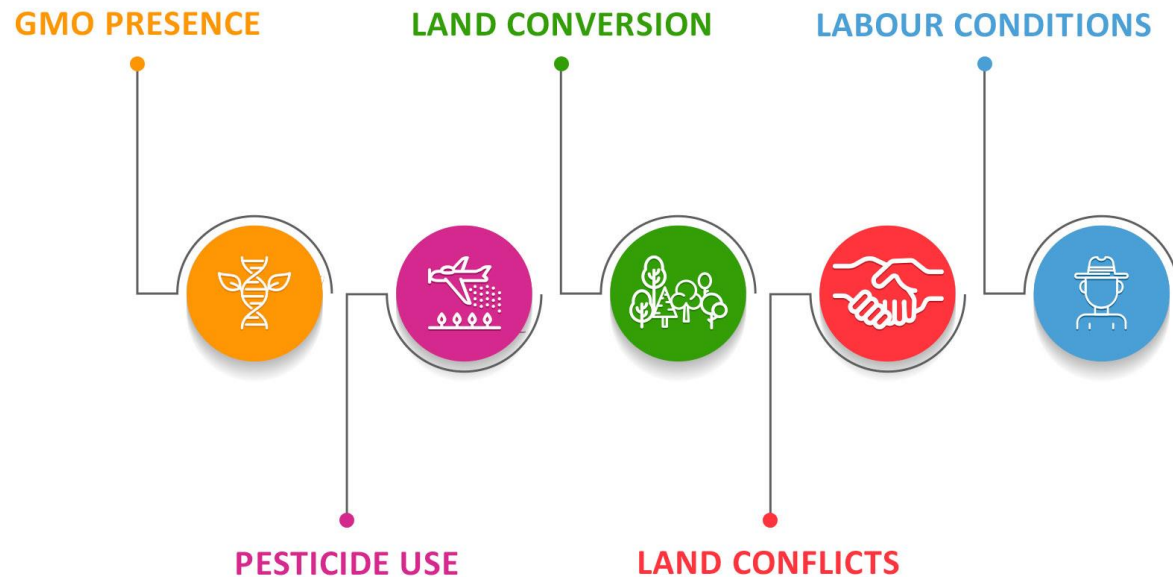 GMO PRESENCE
LAND CONVERSION
LABOUR CONDITIONS
PESTICIDE USE
LAND CONFLICTS